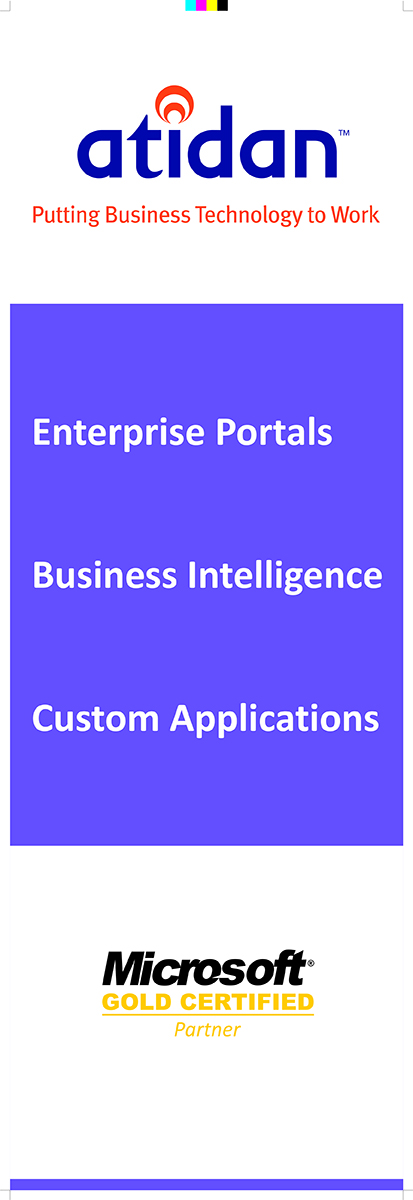 atidan™
Putting Business Technology to Work
Enterprise Portals
Business Intelligence
Custom Applications
Microsoft®
GOLD CERTIFIED
Partner